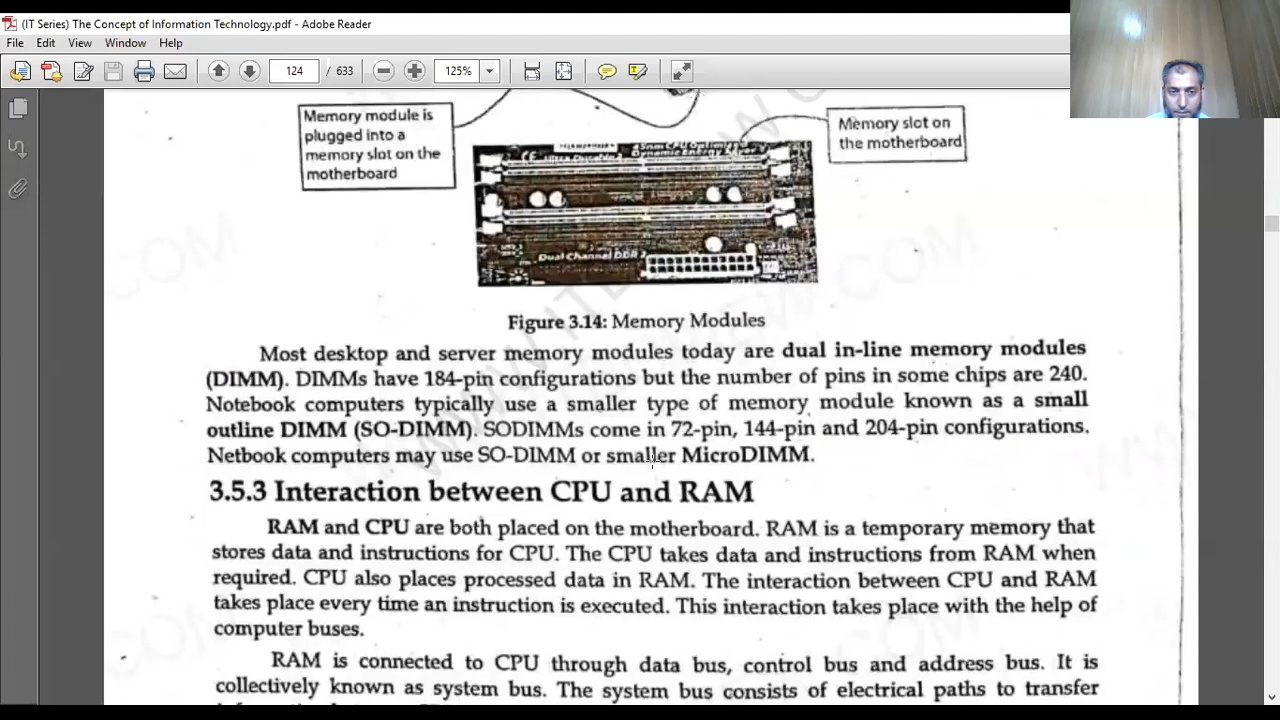 (IT Series) The Concept of Information Technology.pdf - Adobe Reader
File Edit View Window Help
124 / 633 125%
Memory module is
plugged into a
memory slot on the
motherboard
Memory slot on
the motherboard
Dual Channel DDR 2
Figure 3.14: Memory Modules
Most desktop and server memory modules today are dual in-line memory modules
(DIMM). DIMMs have 184-pin configurations but the number of pins in some chips are 240.
Notebook computers typically use a smaller type of memory module known as a small
outline DIMM (SO-DIMM). SODIMMs come in 72-pin, 144-pin and 204-pin configurations.
Netbook computers may use SO-DIMM or smaller MicroDIMM.
3.5.3 Interaction between CPU and RAM
RAM and CPU are both placed on the motherboard. RAM is a temporary memory that
stores data and instructions for CPU. The CPU takes data and instructions from RAM when
required. CPU also places processed data in RAM. The interaction between CPU and RAM
takes place every time an instruction is executed. This interaction takes place with the help of
computer buses.
RAM is connected to CPU through data bus, control bus and address bus. It is
collectively known as system bus. The system bus consists of electrical paths to transfer